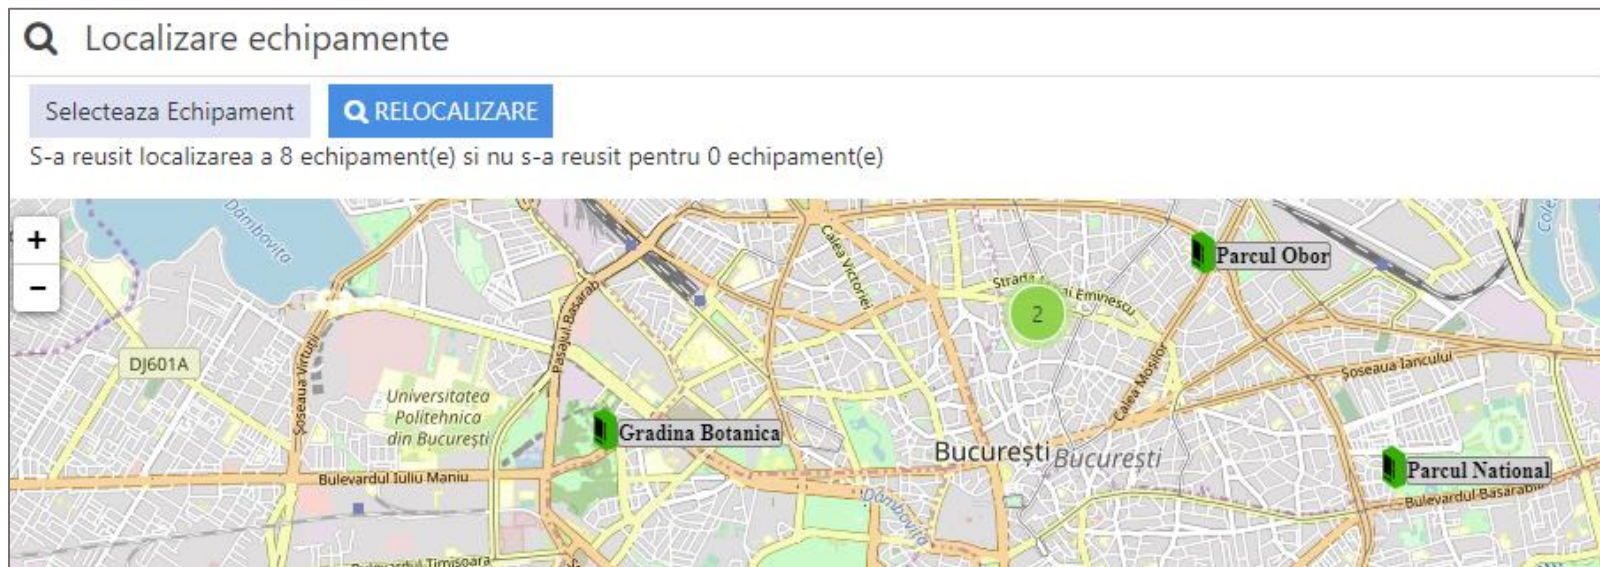 Localizare echipamente
Selecteaza Echipament
RELOCALIZARE
S-a reusit localizarea a 8 echipament(e) si nu s-a reusit pentru 0 echipament(e)
+
−
Dâmbovița
Calea Victoriei
Parcul Obor
Strada Eminescu
2
Pasajul Basarab
DJ601A
Șoseaua Virtuții
Calea Moșilor
Șoseaua Iancului
Universitatea
Politehnica
din București
Gradina Botanica
București
București
Parcul National
Bulevardul Iuliu Maniu
Dâmbovița
Bulevardul Basarabia
Bulevardul Timișoara